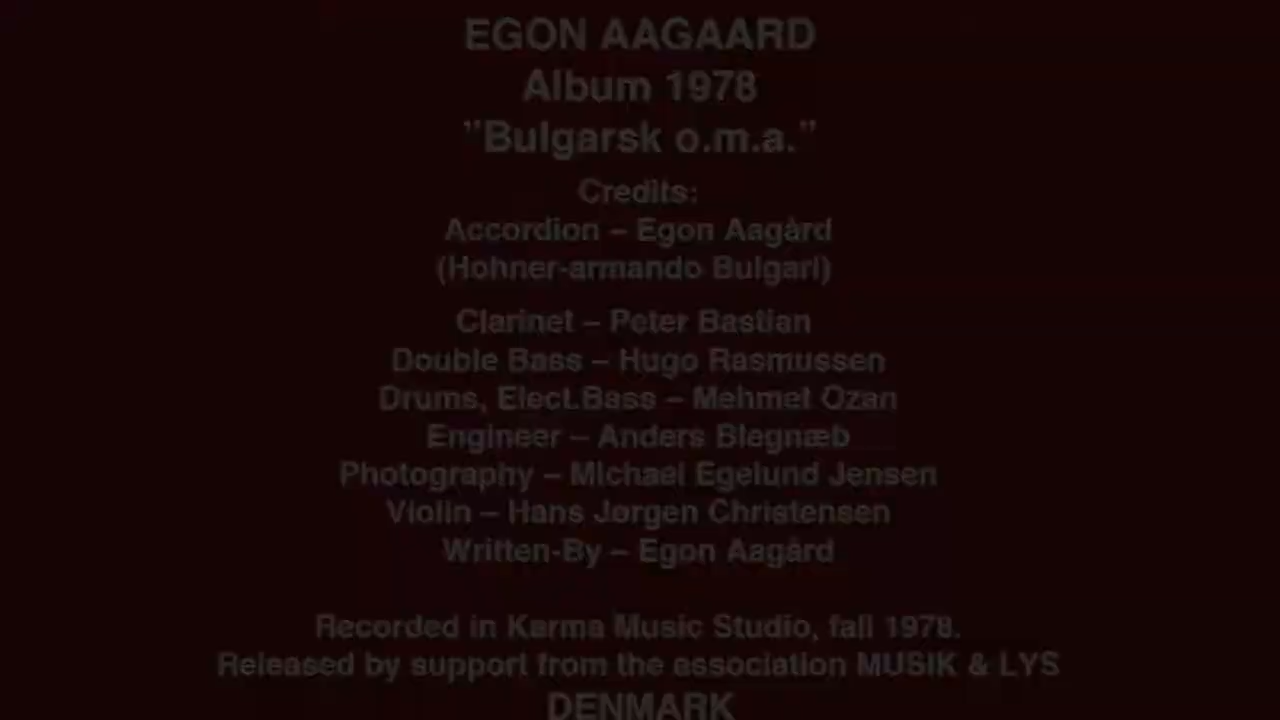 EGON AAGAARD
Album 1978
"Bulgarsk o.m.a."
Credits:
Accordion – Egon Aagård
(Hohner-armando Bulgari)
Clarinet – Peter Bastian
Double Bass – Hugo Rasmussen
Drums, Elect.Bass – Mehmet Ozan
Engineer – Anders Blegnæb
Photography – Michael Egelund Jensen
Violin – Hans Jørgen Christensen
Written-By – Egon Aagård
Recorded in Karma Music Studio, fall 1978.
Released by support from the association MUSIK & LYS
DENMARK